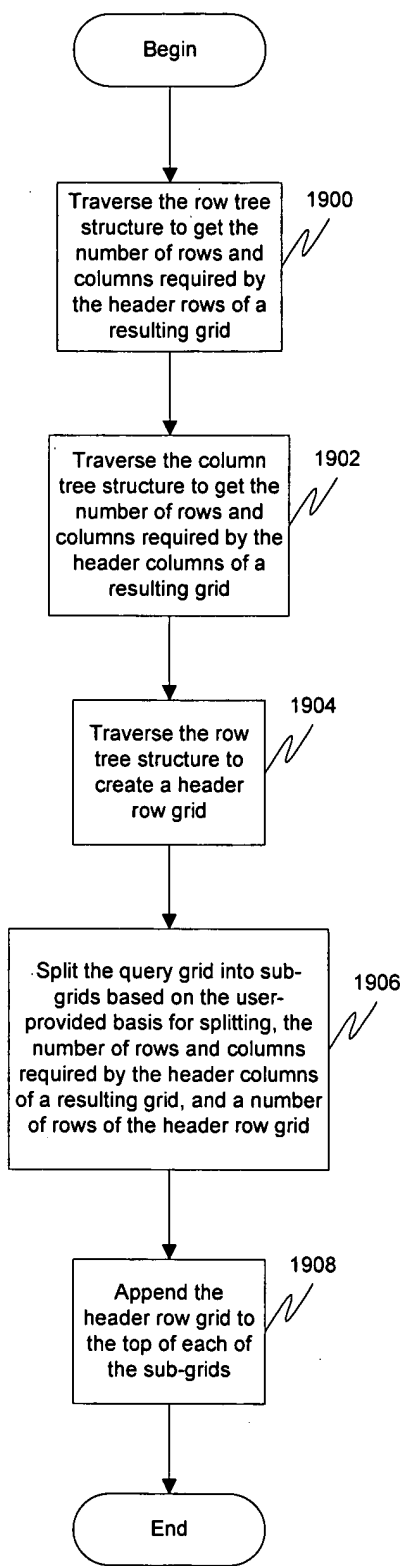 Begin
Traverse the row tree
structure to get the
number of rows and
columns required by
the header rows of a
resulting grid
1900
Traverse the column
tree structure to get the
number of rows and
columns required by the
header columns of a
resulting grid
1902
Traverse the row
tree structure to
create a header
row grid
1904
Split the query grid into sub-
grids based on the user-
provided basis for splitting, the
number of rows and columns
required by the header columns
of a resulting grid, and a number
of rows of the header row grid
1906
Append the
header row grid to
the top of each of
the sub-grids
1908
End